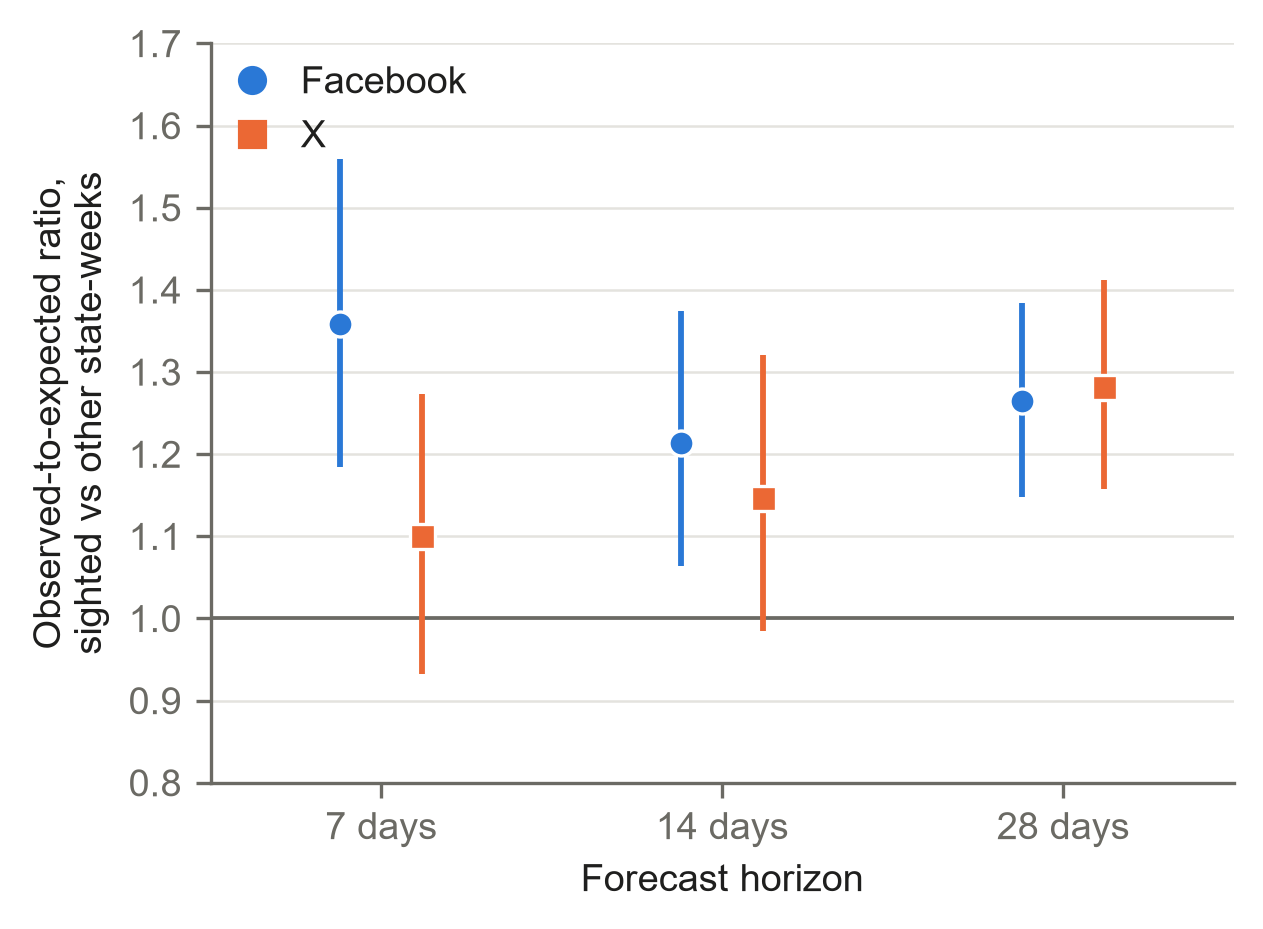 1.7
1.6
1.5
1.4
1.3
1.2
1.1
1.0
0.9
0.8
Facebook
X
Observed-to-expected ratio,
sighted vs other state-weeks
7 days
14 days
28 days
Forecast horizon